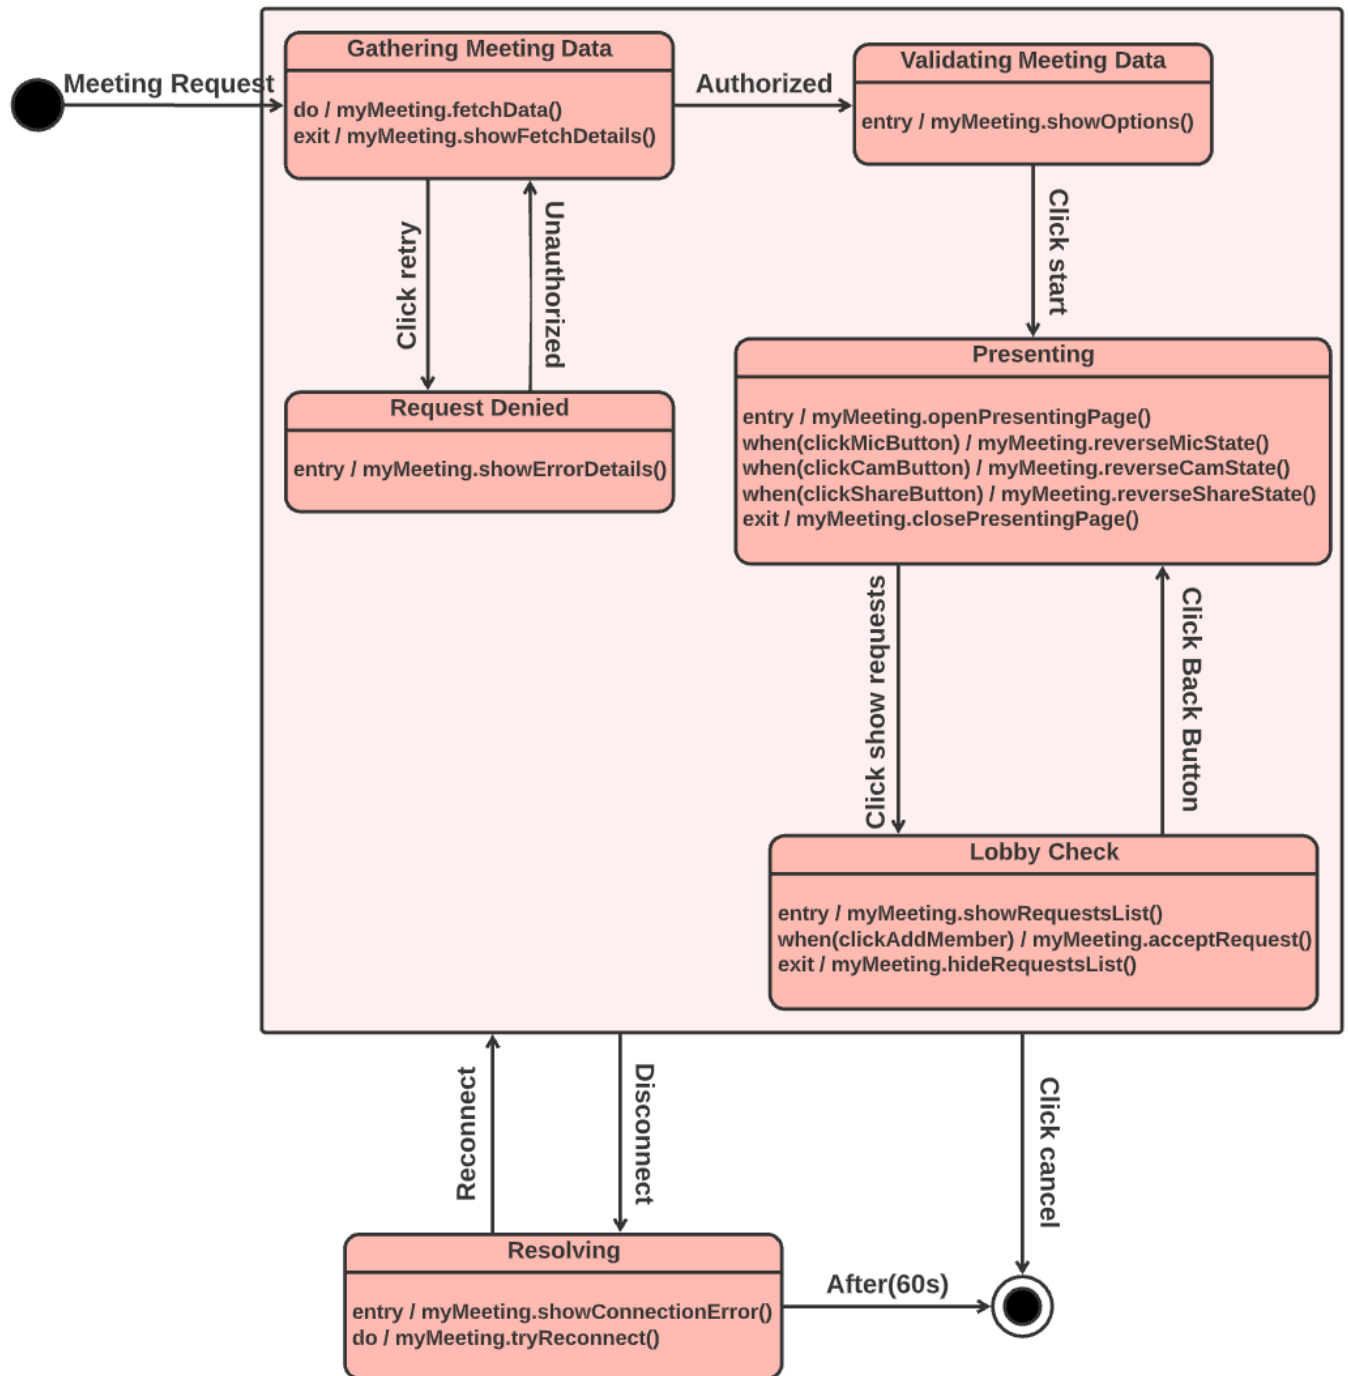 Meeting Request
Gathering Meeting Data
do / myMeeting.fetchData()
exit / myMeeting.showFetchDetails()
Authorized
Validating Meeting Data
entry / myMeeting.showOptions()
Click retry
Unauthorized
Click start
Request Denied
entry / myMeeting.showErrorDetails()
Presenting
entry / myMeeting.openPresentingPage()
when(clickMicButton) / myMeeting.reverseMicState()
when(clickCamButton) / myMeeting.reverseCamState()
when(clickShareButton) / myMeeting.reverseShareState()
exit / myMeeting.closePresentingPage()
Click show requests
Click Back Button
Lobby Check
entry / myMeeting.showRequestsList()
when(clickAddMember) / myMeeting.acceptRequest()
exit / myMeeting.hideRequestsList()
Reconnect
Disconnect
Click cancel
Resolving
entry / myMeeting.showConnectionError()
do / myMeeting.tryReconnect()
After(60s)